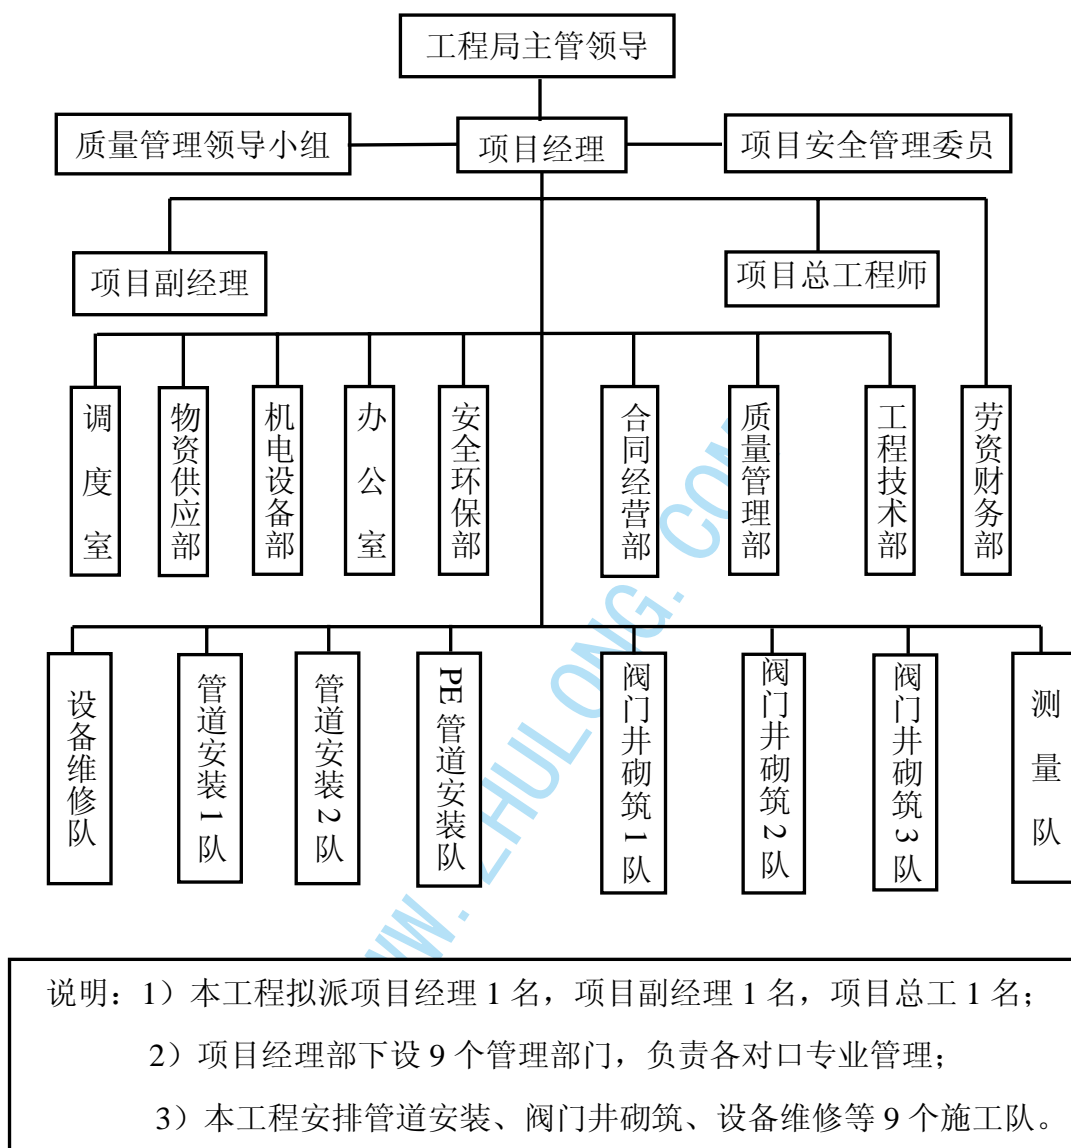 工程局主管领导
质量管理领导小组
项目经理
项目安全管理委员
项目副经理
项目总工程师
调度室
物资供应部
机电设备部
办公室
安全环保部
合同经营部
质量管理部
工程技术部
劳资财务部
设备维修队
管道安装1队
管道安装2队
PE管道安装队
阀门井砌筑1队
阀门井砌筑2队
阀门井砌筑3队
测量队
说明：1）本工程拟派项目经理 1 名，项目副经理 1 名，项目总工 1 名；
2）项目经理部下设 9 个管理部门，负责各对口专业管理；
3）本工程安排管道安装、阀门井砌筑、设备维修等 9 个施工队。
WW.ZHULONG.COM